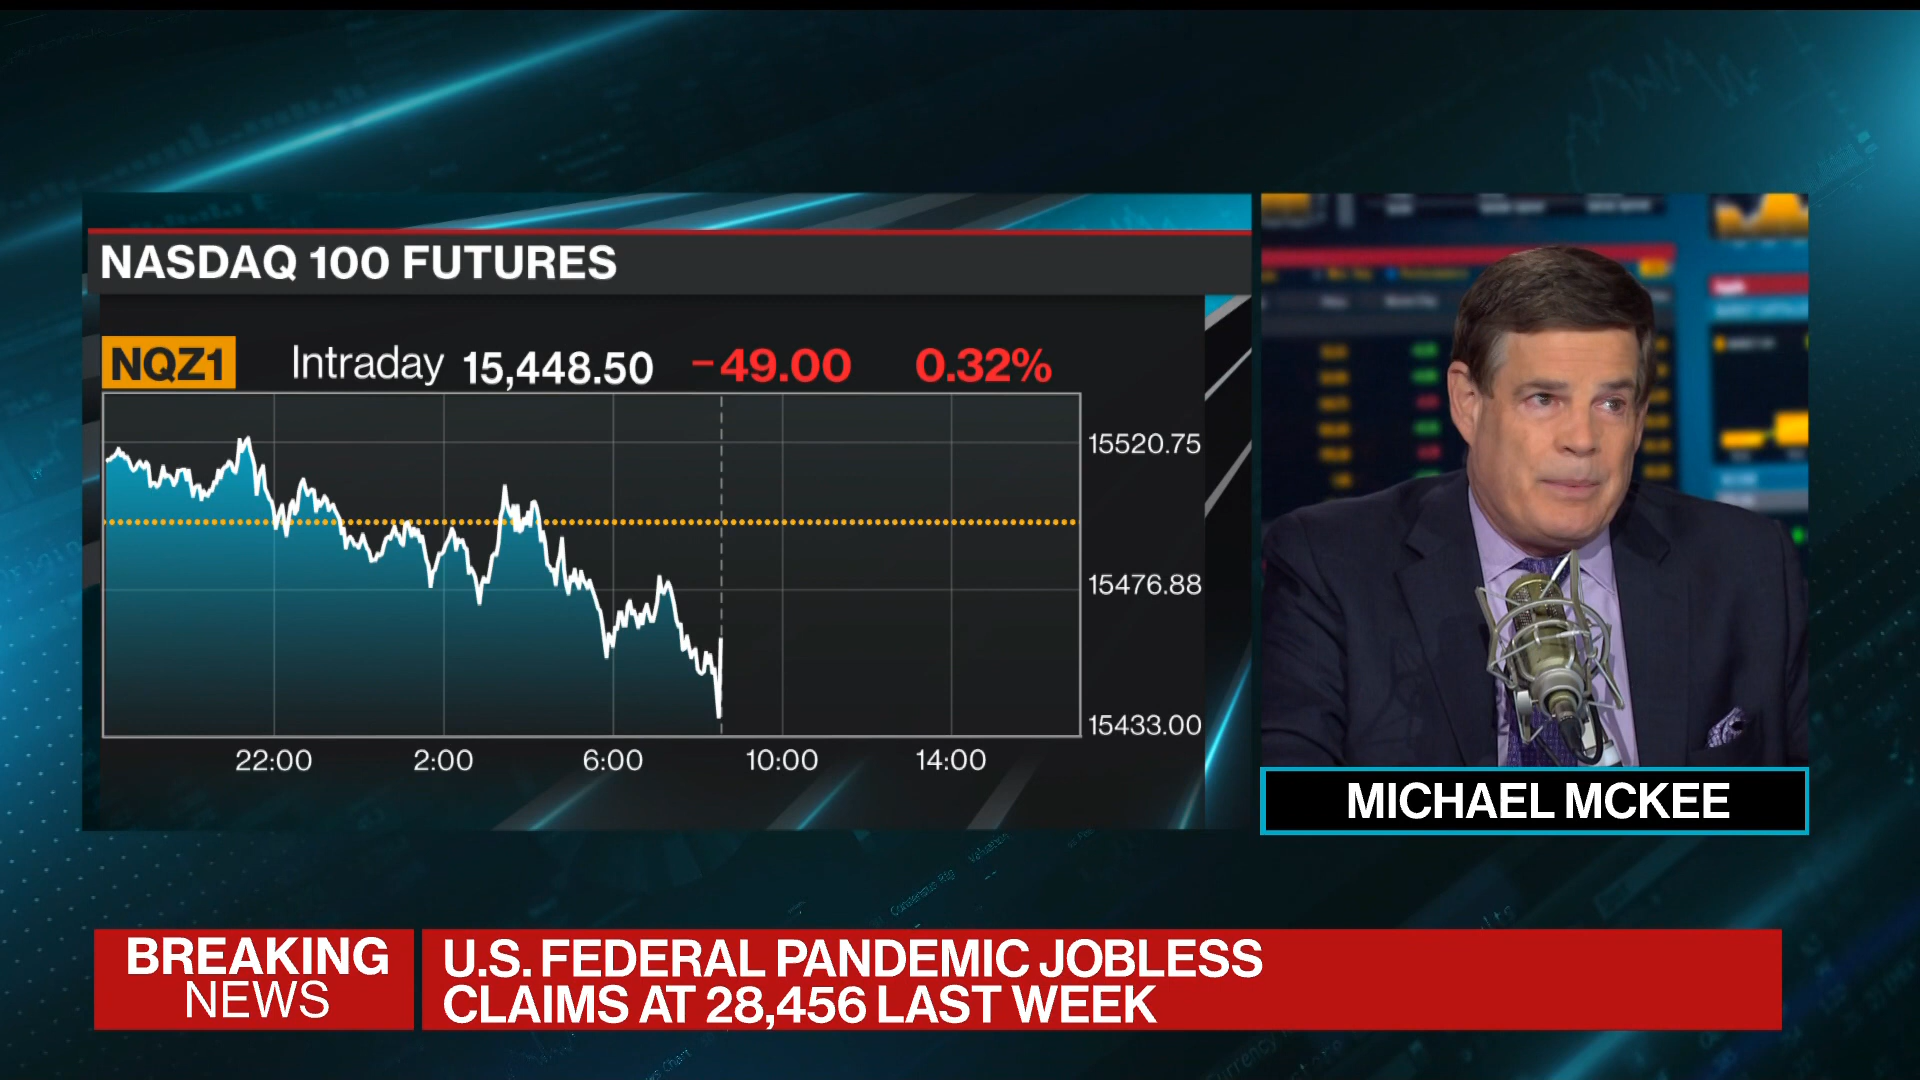 NASDAQ 100 FUTURES
NQZ1 Intraday 15,448.50 -49.00 0.32%
15520.75
15476.88
15433.00
22:00 2:00 6:00 10:00 14:00
MICHAEL MCKEE
BREAKING
NEWS
U.S. FEDERAL PANDEMIC JOBLESS
CLAIMS AT 28,456 LAST WEEK